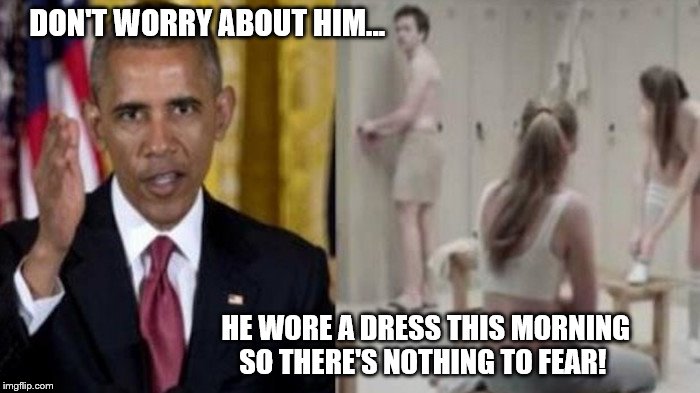 DON'T WORRY ABOUT HIM...
HE WORE A DRESS THIS MORNING
SO THERE'S NOTHING TO FEAR!
imgflip.com